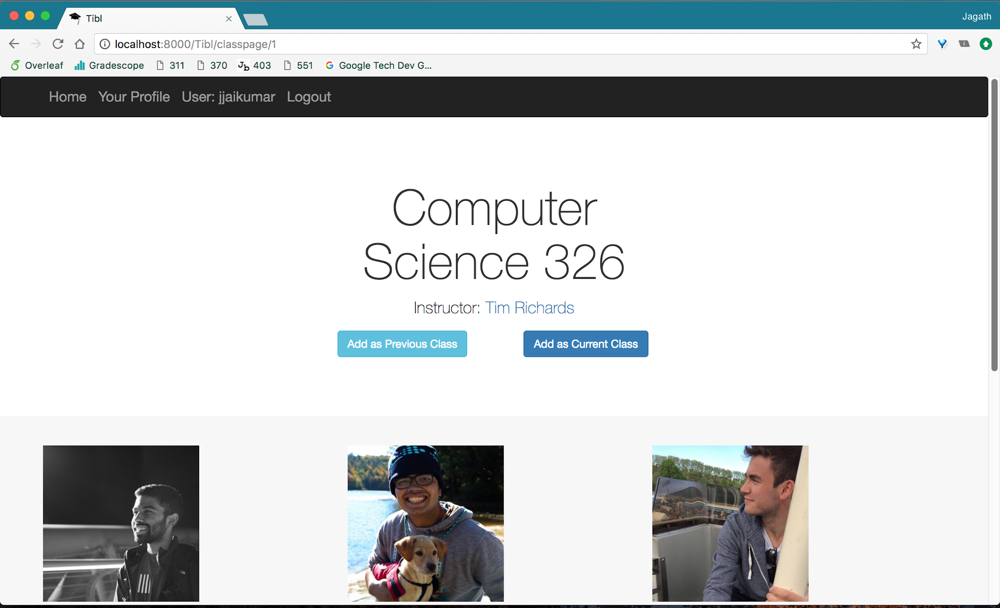 Tibl
Jagath
localhost:8000/Tibl/classpage/1
Overleaf Gradescope 311 370 Jb 403 551 Google Tech Dev G...
Home Your Profile User: jjaikumar Logout
Computer
Science 326
Instructor: Tim Richards
Add as Previous Class Add as Current Class